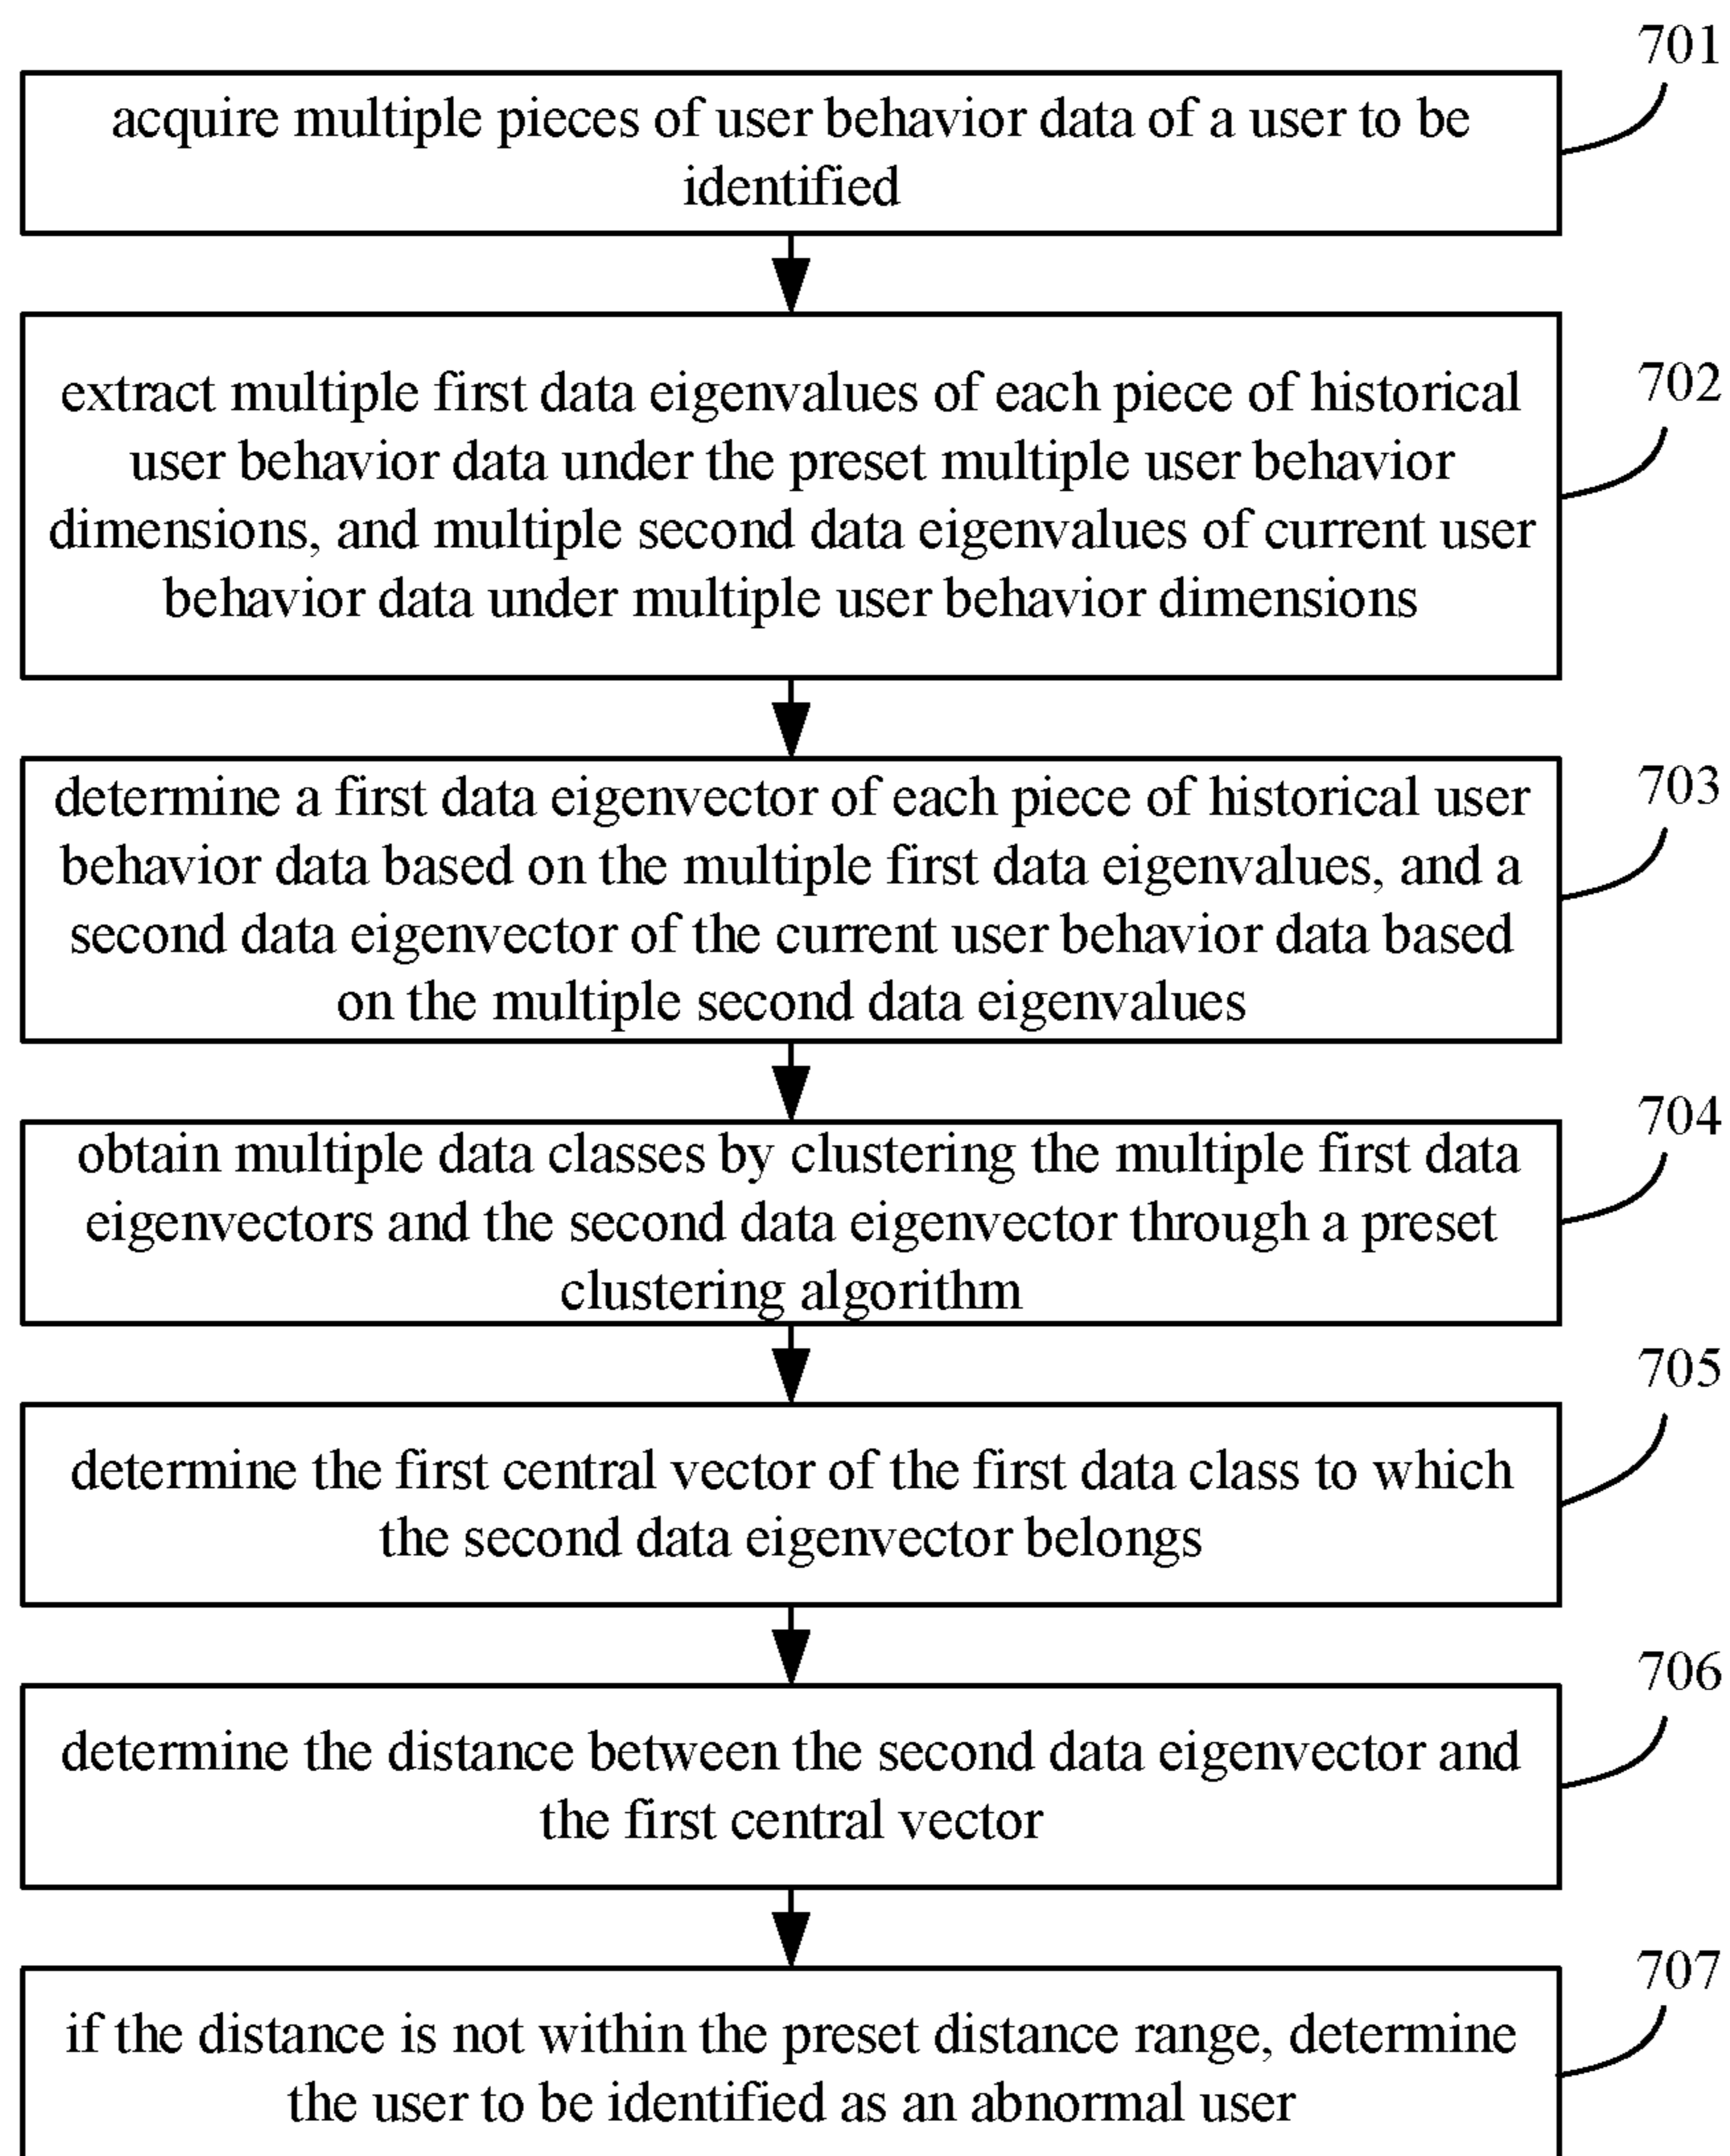 701
acquire multiple pieces of user behavior data of a user to be
identified
702
extract multiple first data eigenvalues of each piece of historical
user behavior data under the preset multiple user behavior
dimensions, and multiple second data eigenvalues of current user
behavior data under multiple user behavior dimensions
703
determine a first data eigenvector of each piece of historical user
behavior data based on the multiple first data eigenvalues, and a
second data eigenvector of the current user behavior data based
on the multiple second data eigenvalues
704
obtain multiple data classes by clustering the multiple first data
eigenvectors and the second data eigenvector through a preset
clustering algorithm
705
determine the first central vector of the first data class to which
the second data eigenvector belongs
706
determine the distance between the second data eigenvector and
the first central vector
707
if the distance is not within the preset distance range, determine
the user to be identified as an abnormal user